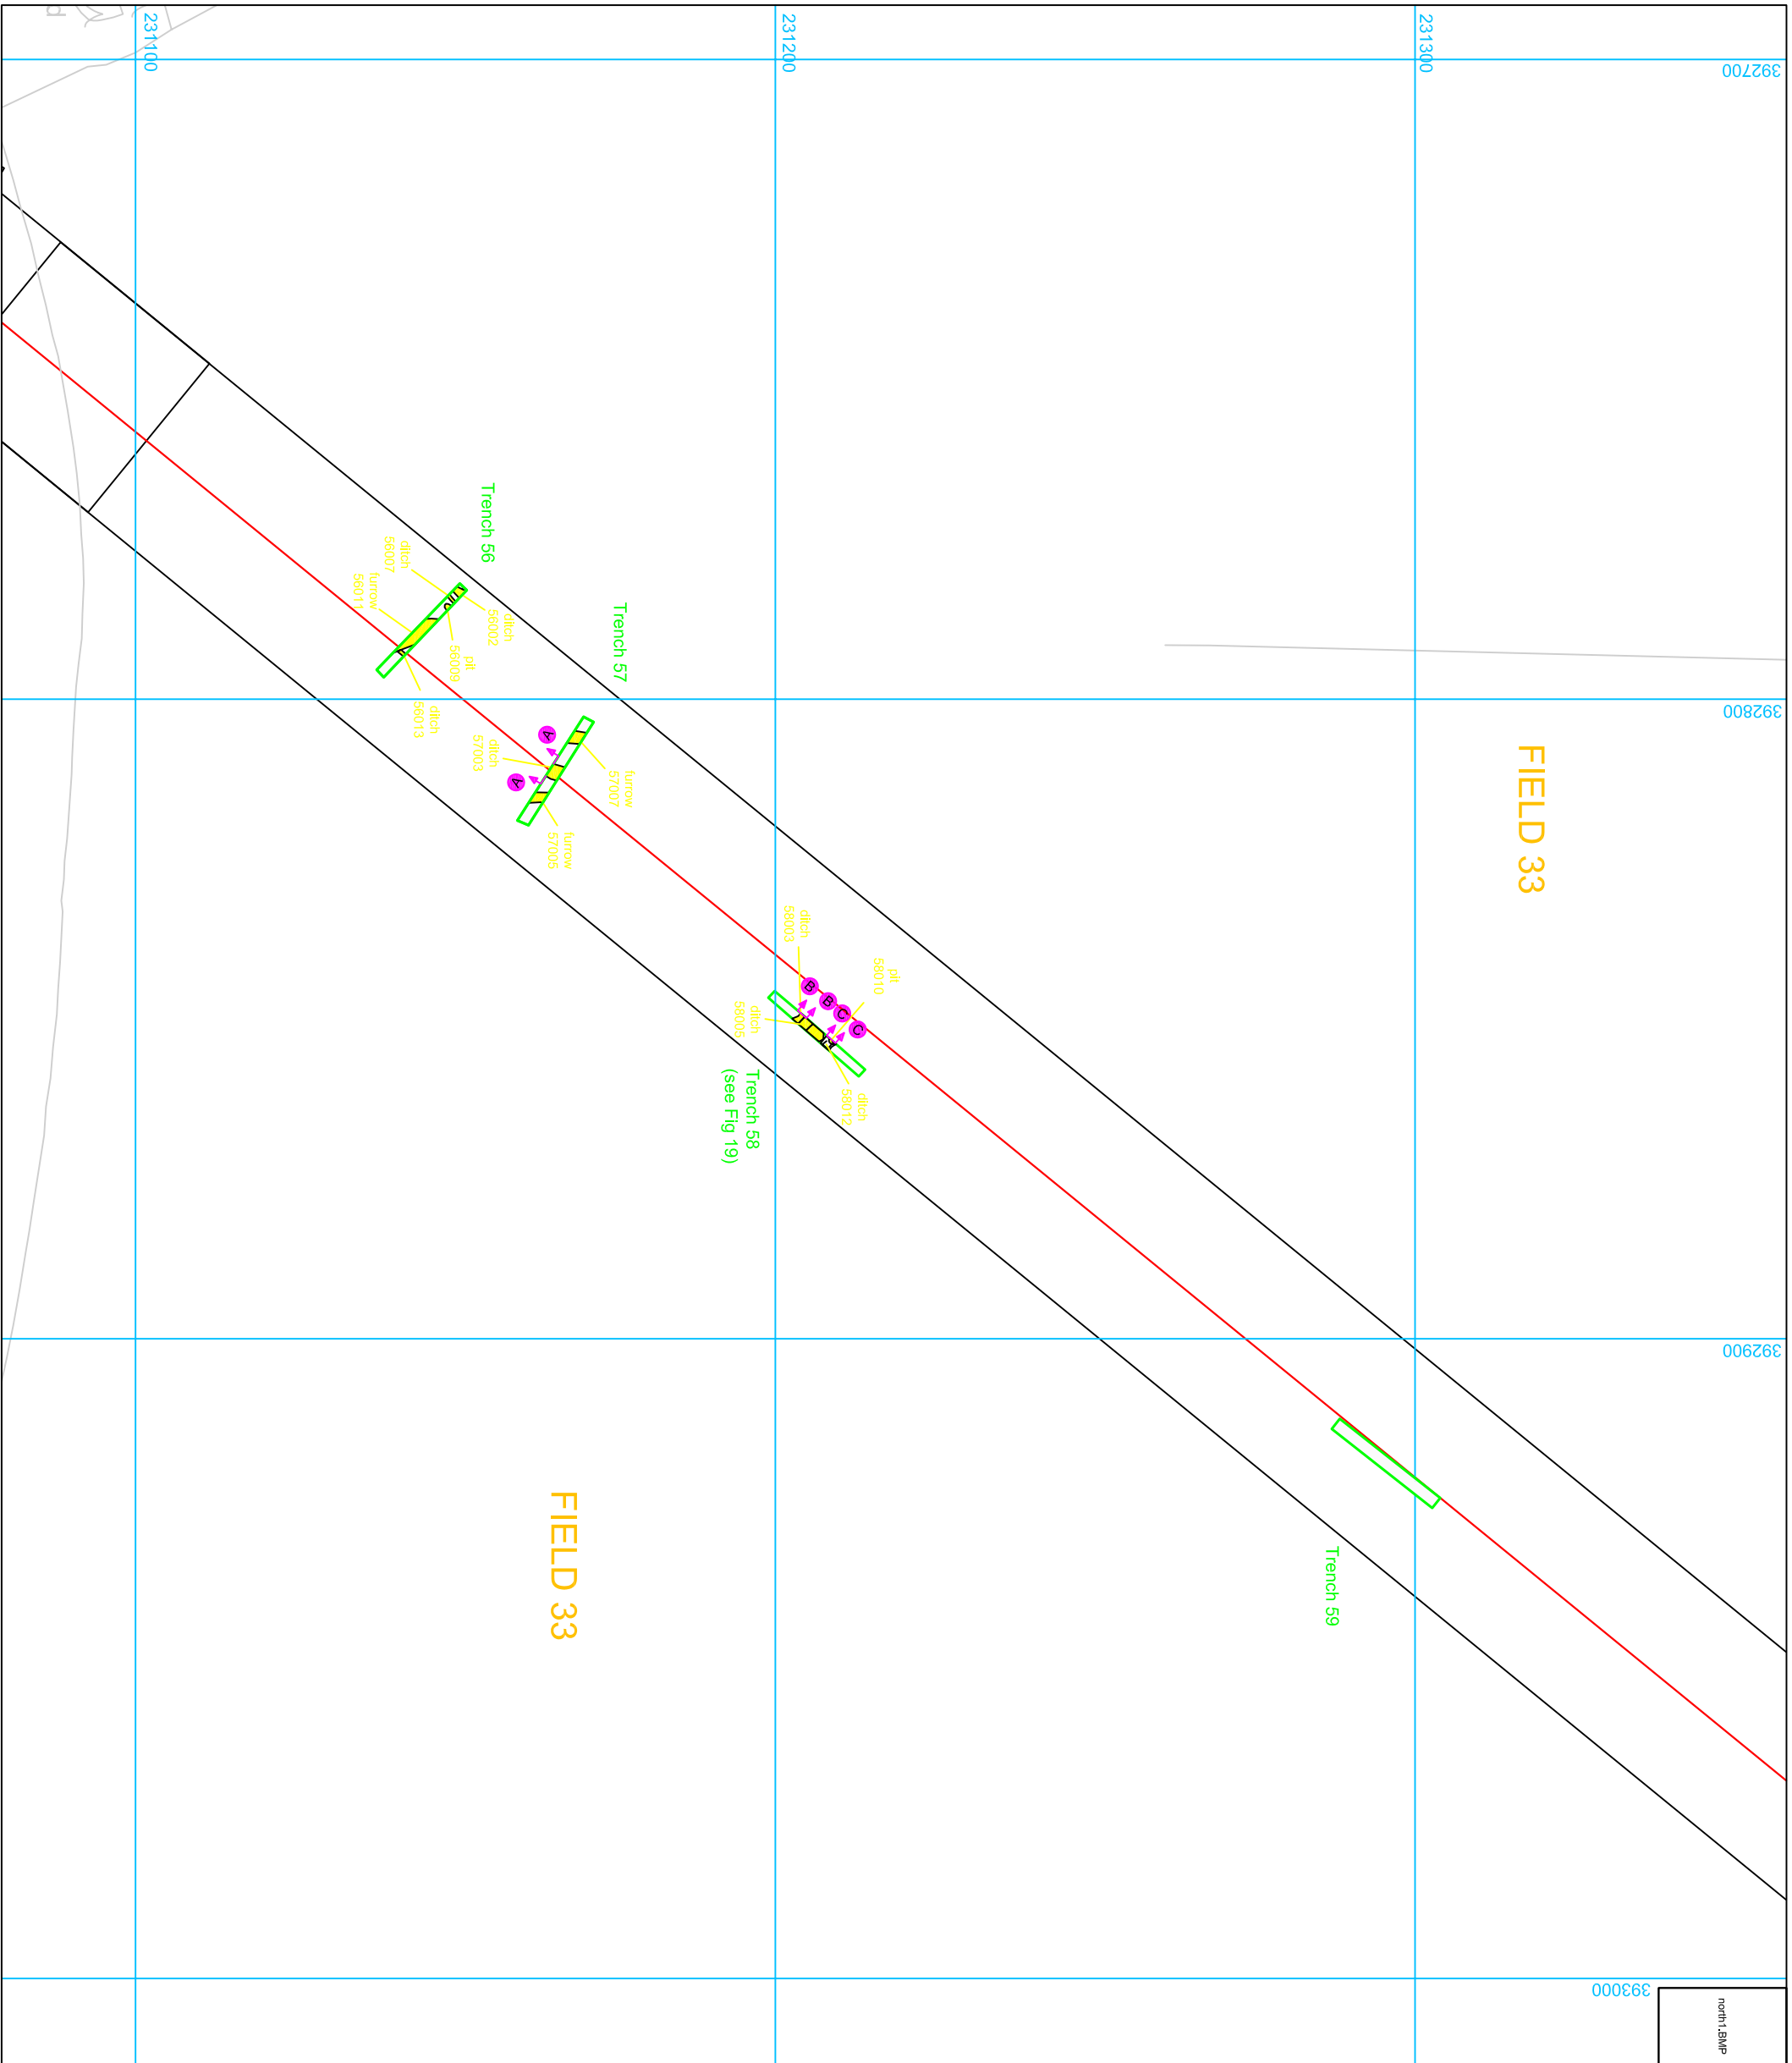 231100
231200
231300
392700
392800
392900
393000
FIELD 33
FIELD 33
Trench 56
ditch
56007
furrow
56011
ditch
56002
pit
56009
ditch
56013
Trench 57
furrow
57007
ditch
57003
furrow
57005
A
A
Trench 58
(see Fig 19)
ditch
58003
pit
58010
ditch
58005
ditch
58012
B
B
C
C
Trench 59
north1.BMP